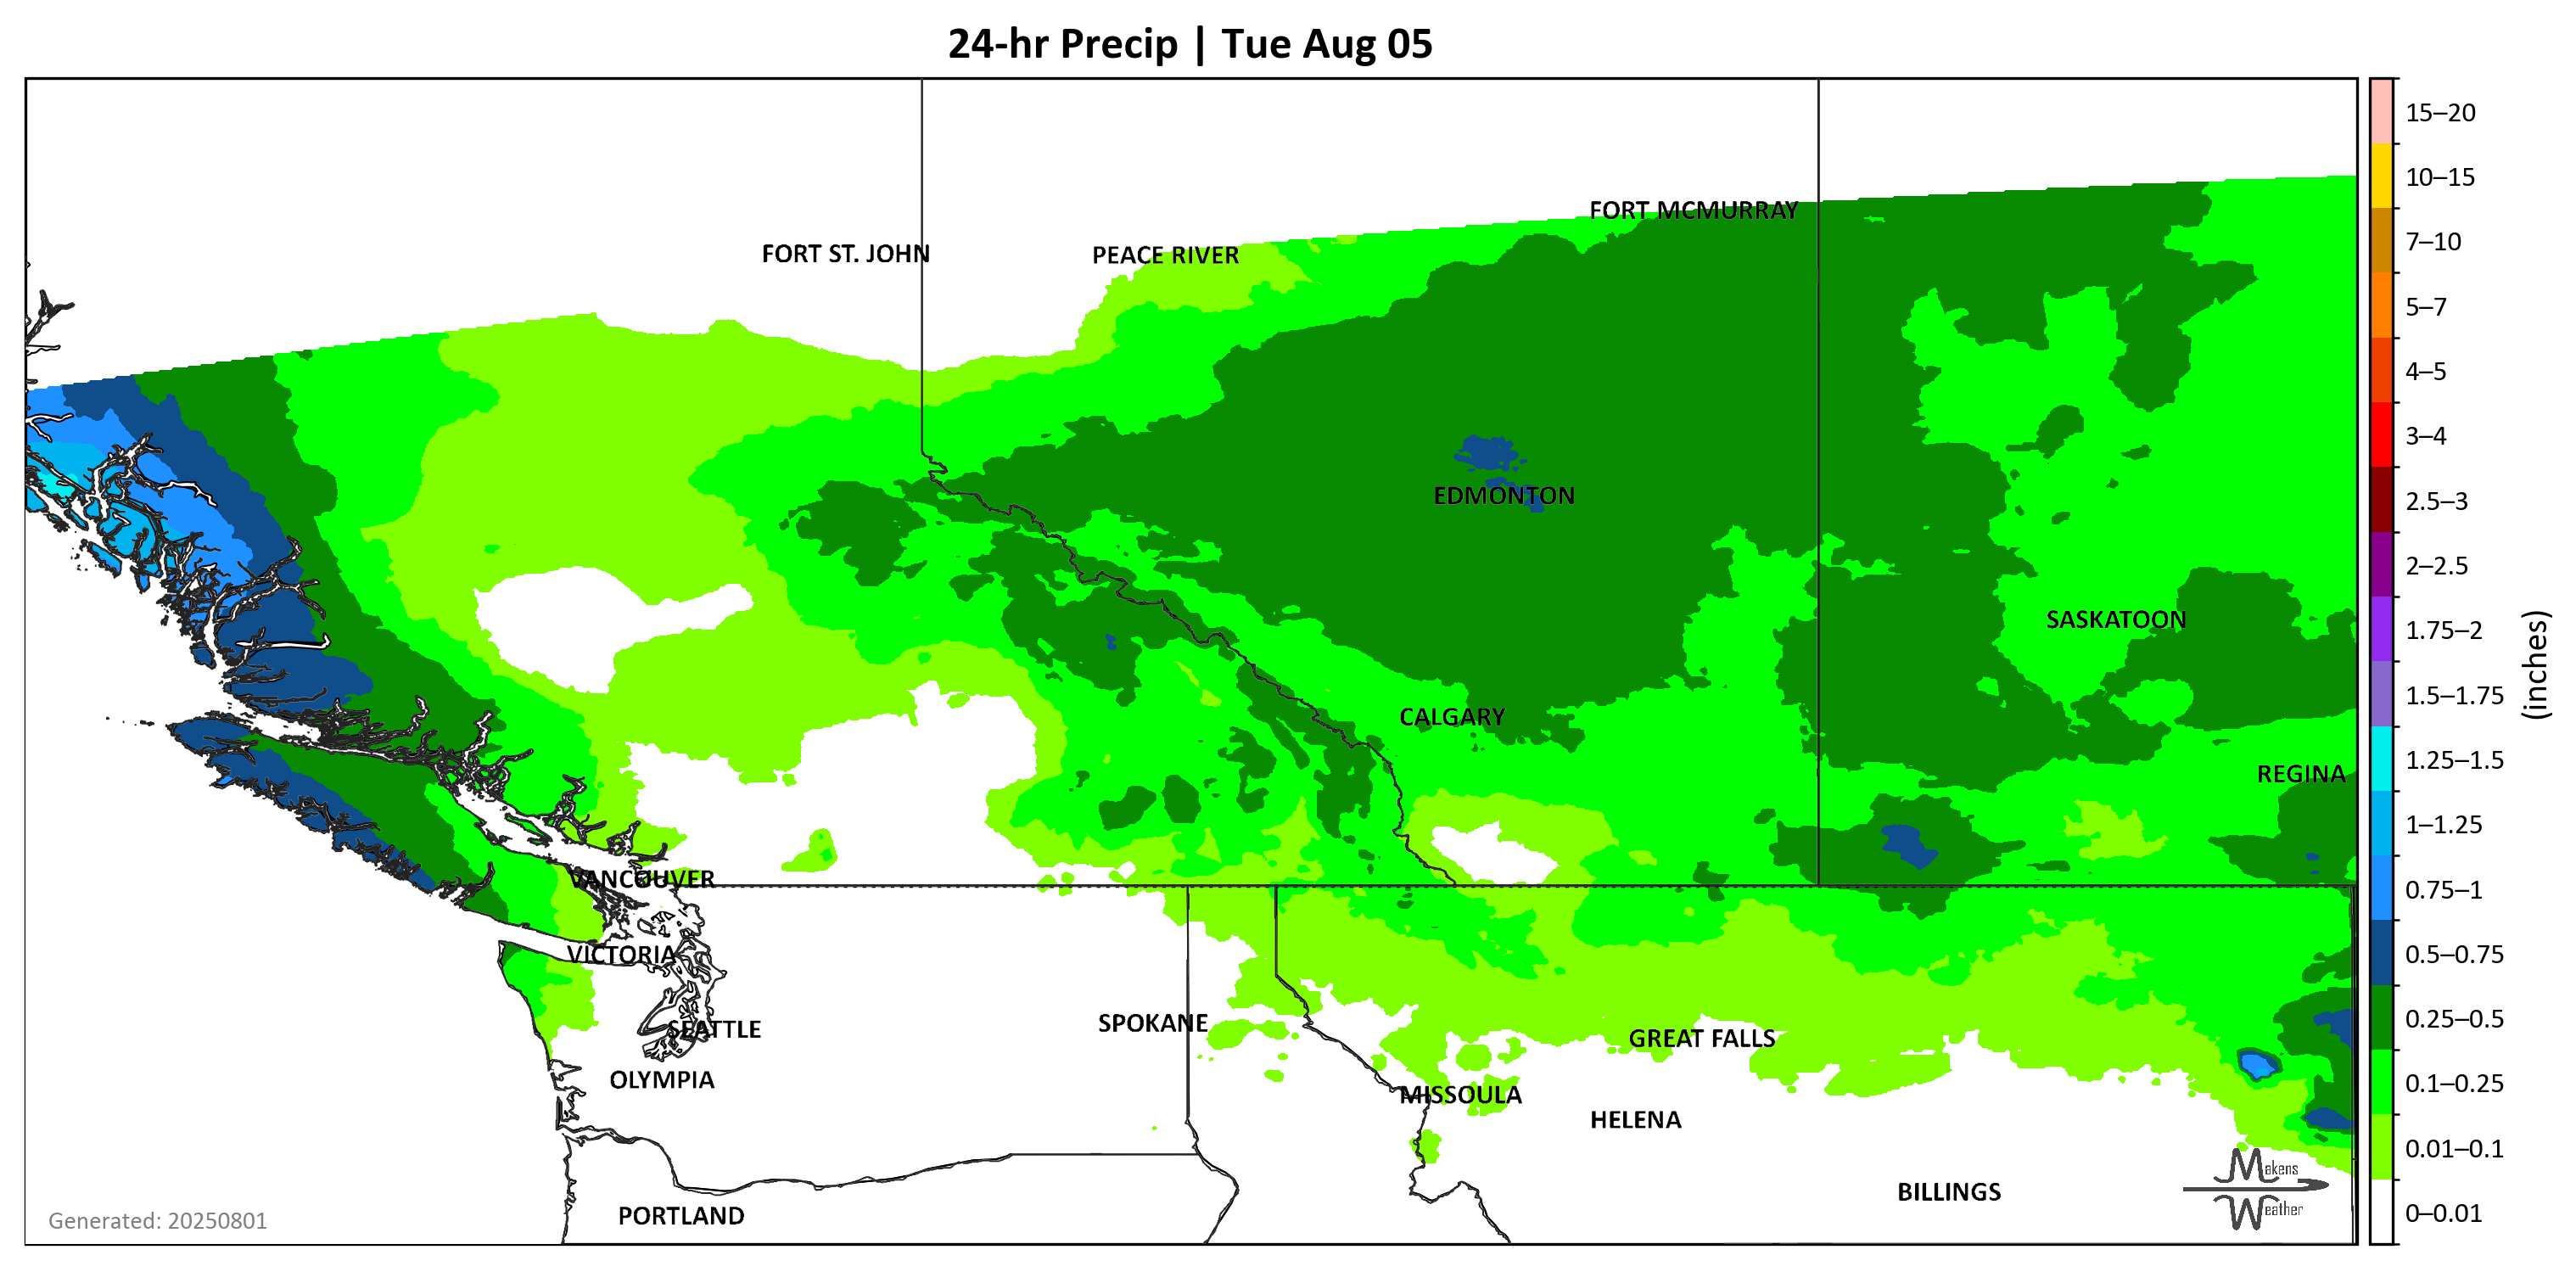 24-hr Precip | Tue Aug 05
FORT MCMURRAY
FORT ST. JOHN
PEACE RIVER
EDMONTON
SASKATOON
CALGARY
REGINA
VANCOUVER
VICTORIA
SPOKANE
SEATTLE
GREAT FALLS
OLYMPIA
MISSOULA
HELENA
BILLINGS
PORTLAND
Makens
Weather
Generated: 20250801
15–20
10–15
7–10
5–7
4–5
3–4
2.5–3
2–2.5
1.75–2
1.5–1.75
1.25–1.5
1–1.25
0.75–1
0.5–0.75
0.25–0.5
0.1–0.25
0.01–0.1
0–0.01
(inches)